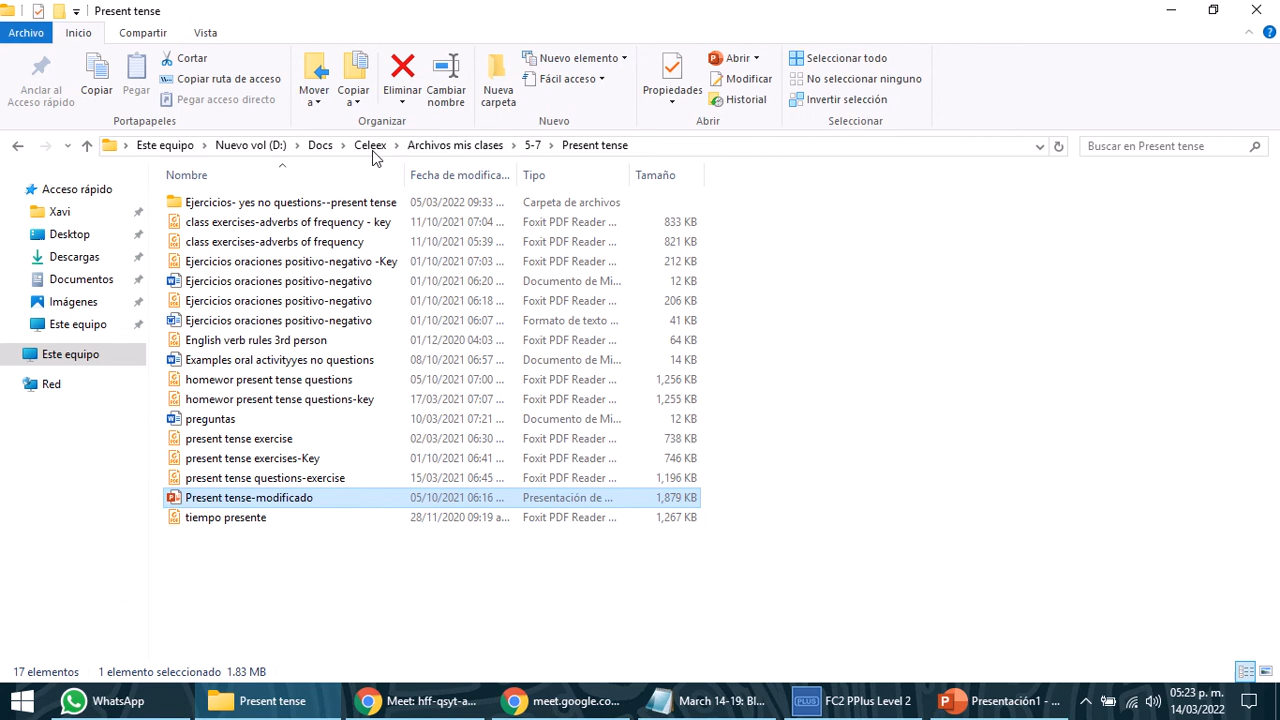 Present tense
Archivo Inicio Compartir Vista
Anclar al Acceso rápido
Copiar
Pegar
Cortar
Copiar ruta de acceso
Pegar acceso directo
Portapapeles
Mover a
Copiar a
Eliminar
Cambiar nombre
Organizar
Nueva carpeta
Nuevo elemento
Fácil acceso
Nuevo
Propiedades
Abrir
Modificar
Historial
Abrir
Seleccionar todo
No seleccionar ninguno
Invertir selección
Seleccionar
Este equipo > Nuevo vol (D:) > Docs > Celeex > Archivos mis clases > 5-7 > Present tense
Buscar en Present tense
Acceso rápido
Xavi
Desktop
Descargas
Documentos
Imágenes
Este equipo
Este equipo
Red
Nombre Fecha de modifica... Tipo Tamaño
Ejercicios- yes no questions--present tense 05/03/2022 09:33 ... Carpeta de archivos
class exercises-adverbs of frequency - key 11/10/2021 07:04 ... Foxit PDF Reader ... 833 KB
class exercises-adverbs of frequency 11/10/2021 05:39 ... Foxit PDF Reader ... 821 KB
Ejercicios oraciones positivo-negativo -Key 01/10/2021 07:03 ... Foxit PDF Reader ... 212 KB
Ejercicios oraciones positivo-negativo 01/10/2021 06:20 ... Documento de Mi... 12 KB
Ejercicios oraciones positivo-negativo 01/10/2021 06:18 ... Foxit PDF Reader ... 206 KB
Ejercicios oraciones positivo-negativo 01/10/2021 06:07 ... Formato de texto ... 41 KB
English verb rules 3rd person 01/12/2020 04:03 ... Foxit PDF Reader ... 64 KB
Examples oral activityyes no questions 08/10/2021 06:57 ... Documento de Mi... 14 KB
homewor present tense questions 05/10/2021 07:00 ... Foxit PDF Reader ... 1,256 KB
homewor present tense questions-key 17/03/2021 07:07 ... Foxit PDF Reader ... 1,255 KB
preguntas 10/03/2021 07:21 ... Documento de Mi... 12 KB
present tense exercise 02/03/2021 06:30 ... Foxit PDF Reader ... 738 KB
present tense exercises-Key 01/10/2021 06:41 ... Foxit PDF Reader ... 746 KB
present tense questions-exercise 15/03/2021 06:45 ... Foxit PDF Reader ... 1,196 KB
Present tense-modificado 05/10/2021 06:16 ... Presentación de ... 1,879 KB
tiempo presente 28/11/2020 09:19 a... Foxit PDF Reader ... 1,267 KB
17 elementos 1 elemento seleccionado 1.83 MB
WhatsApp
Present tense
Meet: hff-qsyt-a...
meet.google.co...
March 14-19: Bl...
PLUS FC2 PPlus Level 2
Presentación1 - ...
05:23 p. m.
14/03/2022